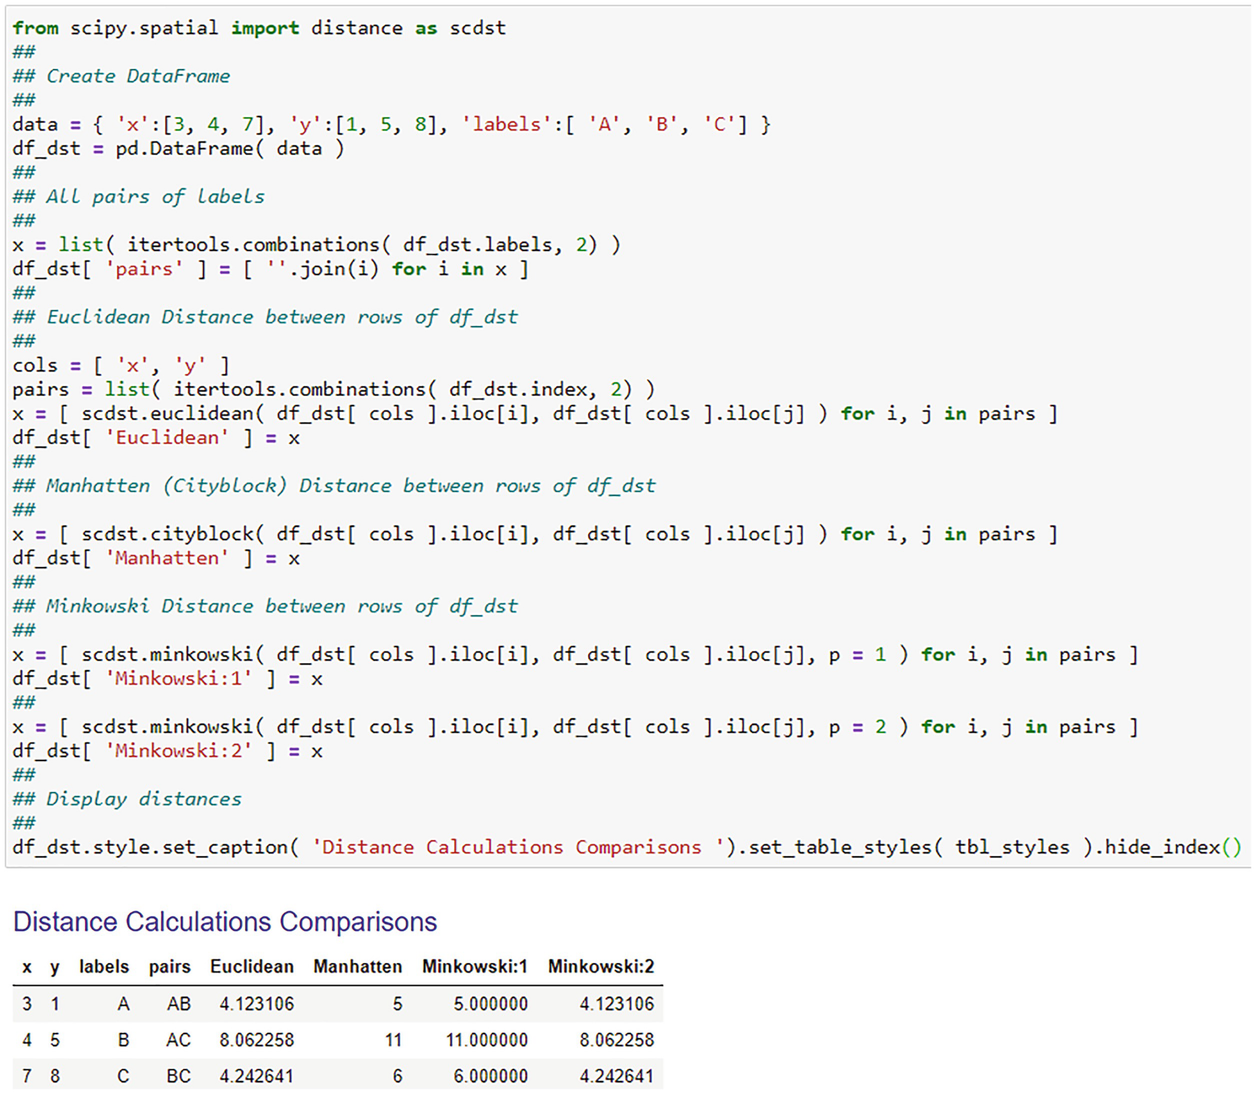 from scipy.spatial import distance as scdst
##
## Create DataFrame
##
data = { 'x':[3, 4, 7], 'y':[1, 5, 8], 'labels':[ 'A', 'B', 'C'] }
df_dst = pd.DataFrame( data )
##
## All pairs of labels
##
x = list( itertools.combinations( df_dst.labels, 2) )
df_dst[ 'pairs' ] = [ ''.join(i) for i in x ]
##
## Euclidean Distance between rows of df_dst
##
cols = [ 'x', 'y' ]
pairs = list( itertools.combinations( df_dst.index, 2) )
x = [ scdst.euclidean( df_dst[ cols ].iloc[i], df_dst[ cols ].iloc[j] ) for i, j in pairs ]
df_dst[ 'Euclidean' ] = x
##
## Manhatten (Cityblock) Distance between rows of df_dst
##
x = [ scdst.cityblock( df_dst[ cols ].iloc[i], df_dst[ cols ].iloc[j] ) for i, j in pairs ]
df_dst[ 'Manhatten' ] = x
##
## Minkowski Distance between rows of df_dst
##
x = [ scdst.minkowski( df_dst[ cols ].iloc[i], df_dst[ cols ].iloc[j], p = 1 ) for i, j in pairs ]
df_dst[ 'Minkowski:1' ] = x
##
x = [ scdst.minkowski( df_dst[ cols ].iloc[i], df_dst[ cols ].iloc[j], p = 2 ) for i, j in pairs ]
df_dst[ 'Minkowski:2' ] = x
##
## Display distances
##
df_dst.style.set_caption( 'Distance Calculations Comparisons ').set_table_styles( tbl_styles ).hide_index()
Distance Calculations Comparisons
x y labels pairs Euclidean Manhatten Minkowski:1 Minkowski:2
3 1 A AB 4.123106 5 5.000000 4.123106
4 5 B AC 8.062258 11 11.000000 8.062258
7 8 C BC 4.242641 6 6.000000 4.242641